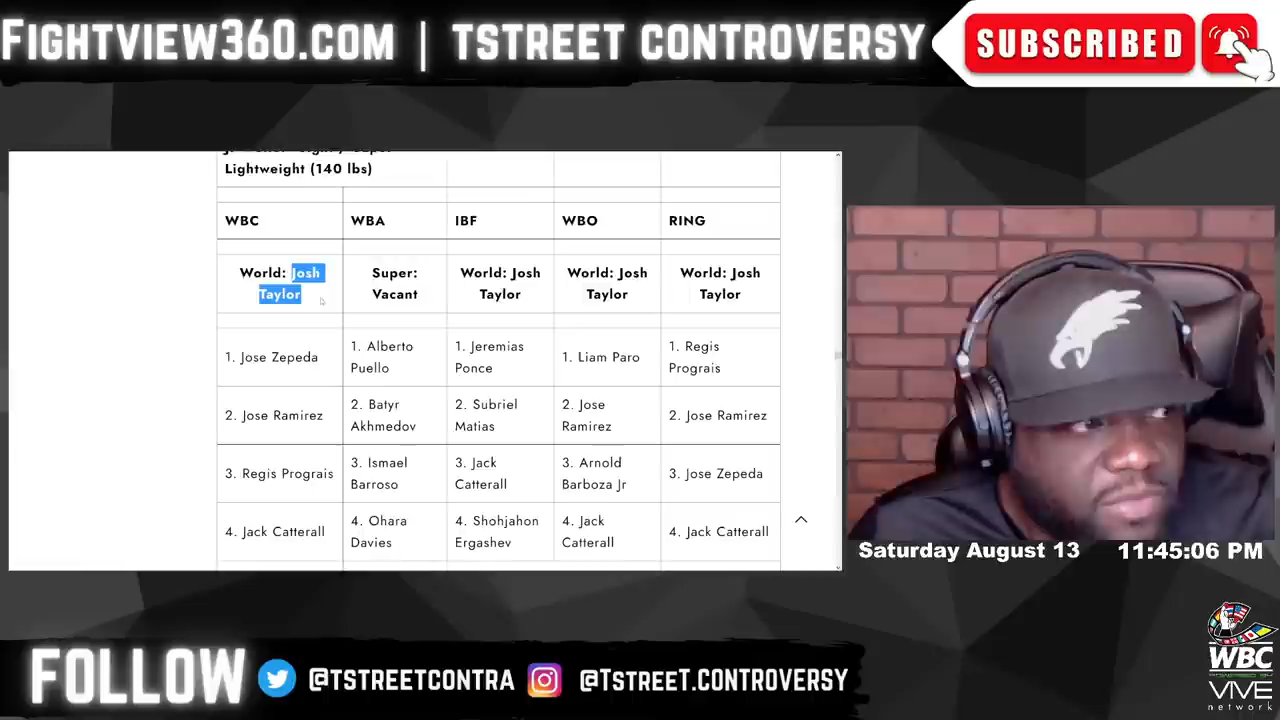 FIGHTVIEW360.COM | TSTREET CONTROVERSY
SUBSCRIBED
Lightweight (140 lbs)
WBC WBA IBF WBO RING
World: Josh Taylor
Super: Vacant
World: Josh Taylor
World: Josh Taylor
World: Josh Taylor
1. Jose Zepeda
1. Alberto Puello
1. Jeremias Ponce
1. Liam Paro
1. Regis Prograis
2. Jose Ramirez
2. Batyr Akhmedov
2. Subriel Matias
2. Jose Ramirez
2. Jose Ramirez
3. Regis Prograis
3. Ismael Barroso
3. Jack Catterall
3. Arnold Barboza Jr
3. Jose Zepeda
4. Jack Catterall
4. Ohara Davies
4. Shohjahon Ergashev
4. Jack Catterall
4. Jack Catterall
Saturday August 13 11:45:06 PM
FOLLOW @TSTREETCONTRA @TSTREET.CONTROVERSY
WBC
POWERED BY
VIVE
network